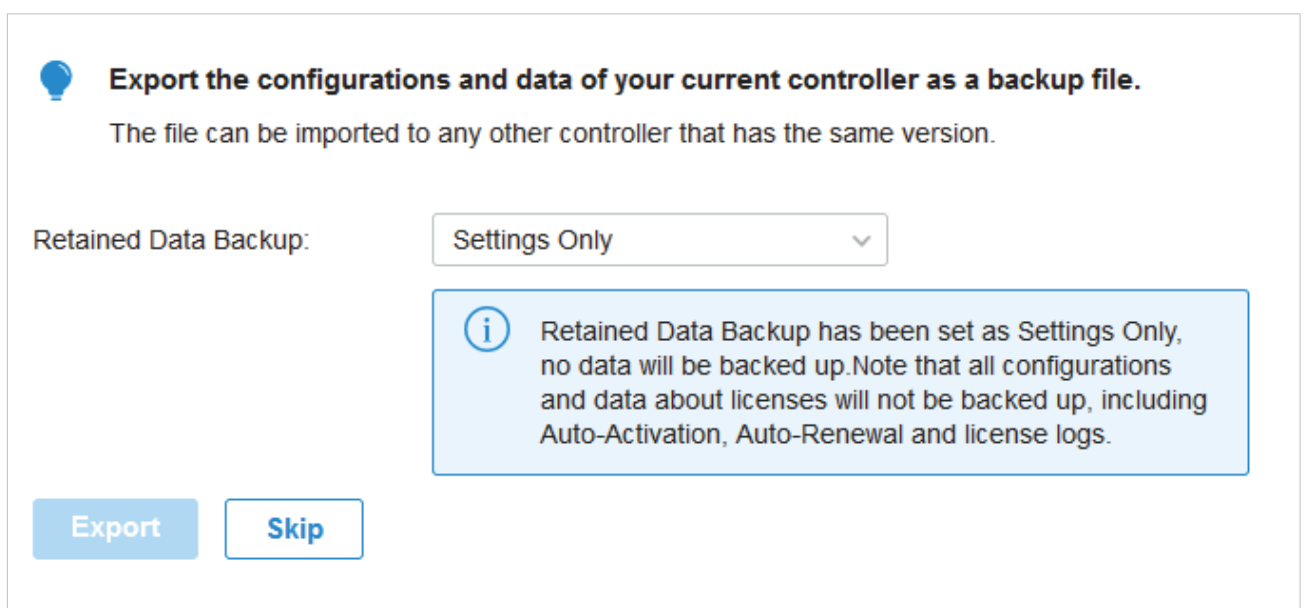 Export the configurations and data of your current controller as a backup file.
The file can be imported to any other controller that has the same version.
Retained Data Backup:
Settings Only
Retained Data Backup has been set as Settings Only,
no data will be backed up.Note that all configurations
and data about licenses will not be backed up, including
Auto-Activation, Auto-Renewal and license logs.
Export
Skip